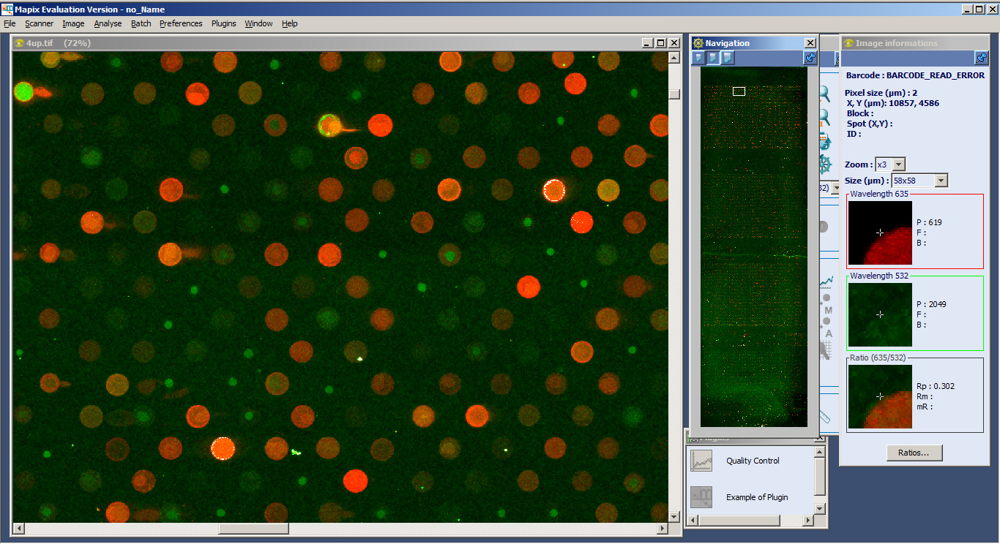 Mapix Evaluation Version - no_Name
File Scanner Image Analyse Batch Preferences Plugins Window Help
4up.tif (72%)
Navigation
Image informations
Barcode : BARCODE_READ_ERROR
Pixel size (µm) : 2
X, Y (µm): 10857, 4586
Block :
Spot (X,Y) :
ID :
Zoom : x3
Size (µm) : 58x58
Wavelength 635
P : 619
F :
B :
Wavelength 532
P : 2049
F :
B :
Ratio (635/532)
Rp : 0.302
Rm :
mR :
Ratios...
32)
M
A
Plugins
Quality Control
Example of Plugin